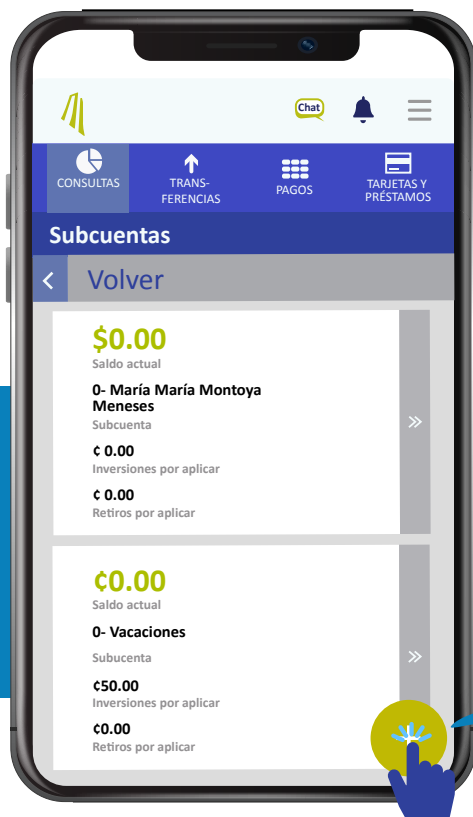 Chat
CONSULTAS
TRANS-
FERENCIAS
PAGOS
TARJETAS Y
PRÉSTAMOS
Subcuentas
Volver
$0.00
Saldo actual
0- María María Montoya
Meneses
Subcuenta
¢ 0.00
Inversiones por aplicar
¢ 0.00
Retiros por aplicar
¢0.00
Saldo actual
0- Vacaciones
Subucenta
¢50.00
Inversiones por aplicar
¢0.00
Retiros por aplicar